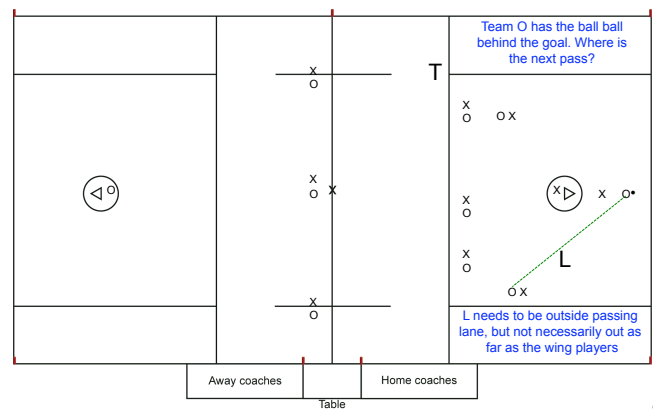 Team O has the ball ball
behind the goal. Where is
the next pass?
T
X
O
X
O
O X
X
O
X
O
X
X
O
X
X
O
O
L
X
O
O X
X
O
L needs to be outside passing
lane, but not necessarily out as
far as the wing players
Away coaches
Home coaches
Table